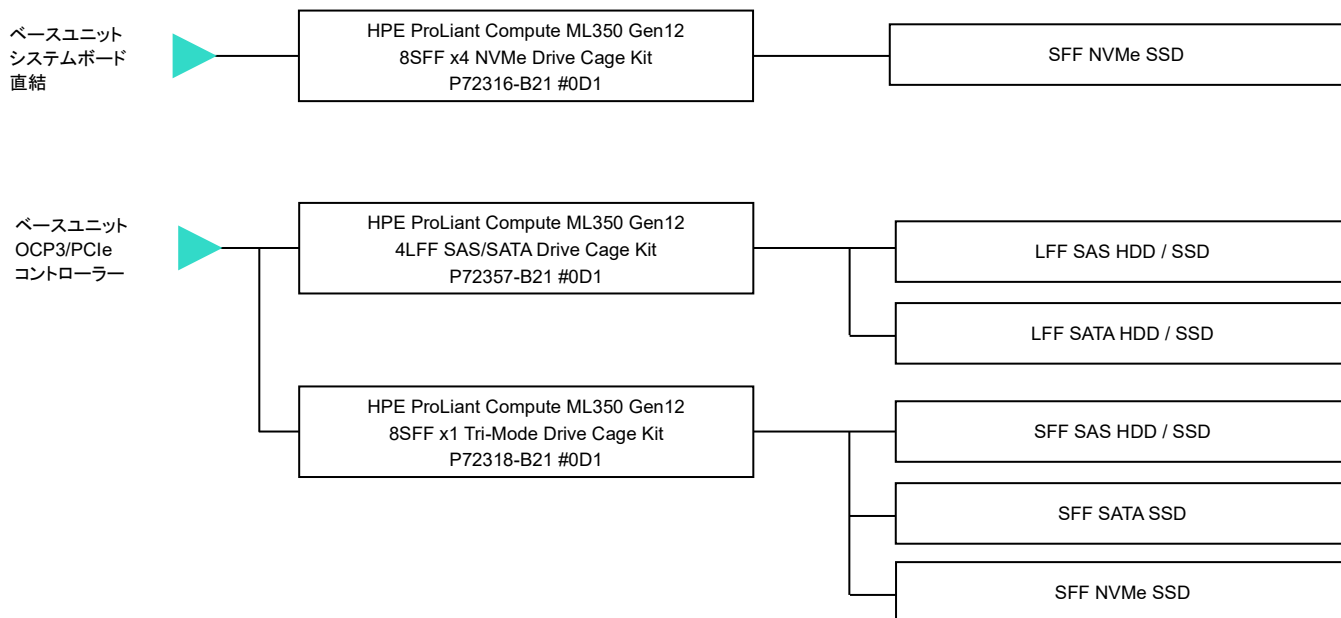 ベースユニット
システムボード
直結
HPE ProLiant Compute ML350 Gen12
8SFF x4 NVMe Drive Cage Kit
P72316-B21 #0D1
SFF NVMe SSD
ベースユニット
OCP3/PCIe
コントローラー
HPE ProLiant Compute ML350 Gen12
4LFF SAS/SATA Drive Cage Kit
P72357-B21 #0D1
LFF SAS HDD / SSD
LFF SATA HDD / SSD
HPE ProLiant Compute ML350 Gen12
8SFF x1 Tri-Mode Drive Cage Kit
P72318-B21 #0D1
SFF SAS HDD / SSD
SFF SATA SSD
SFF NVMe SSD